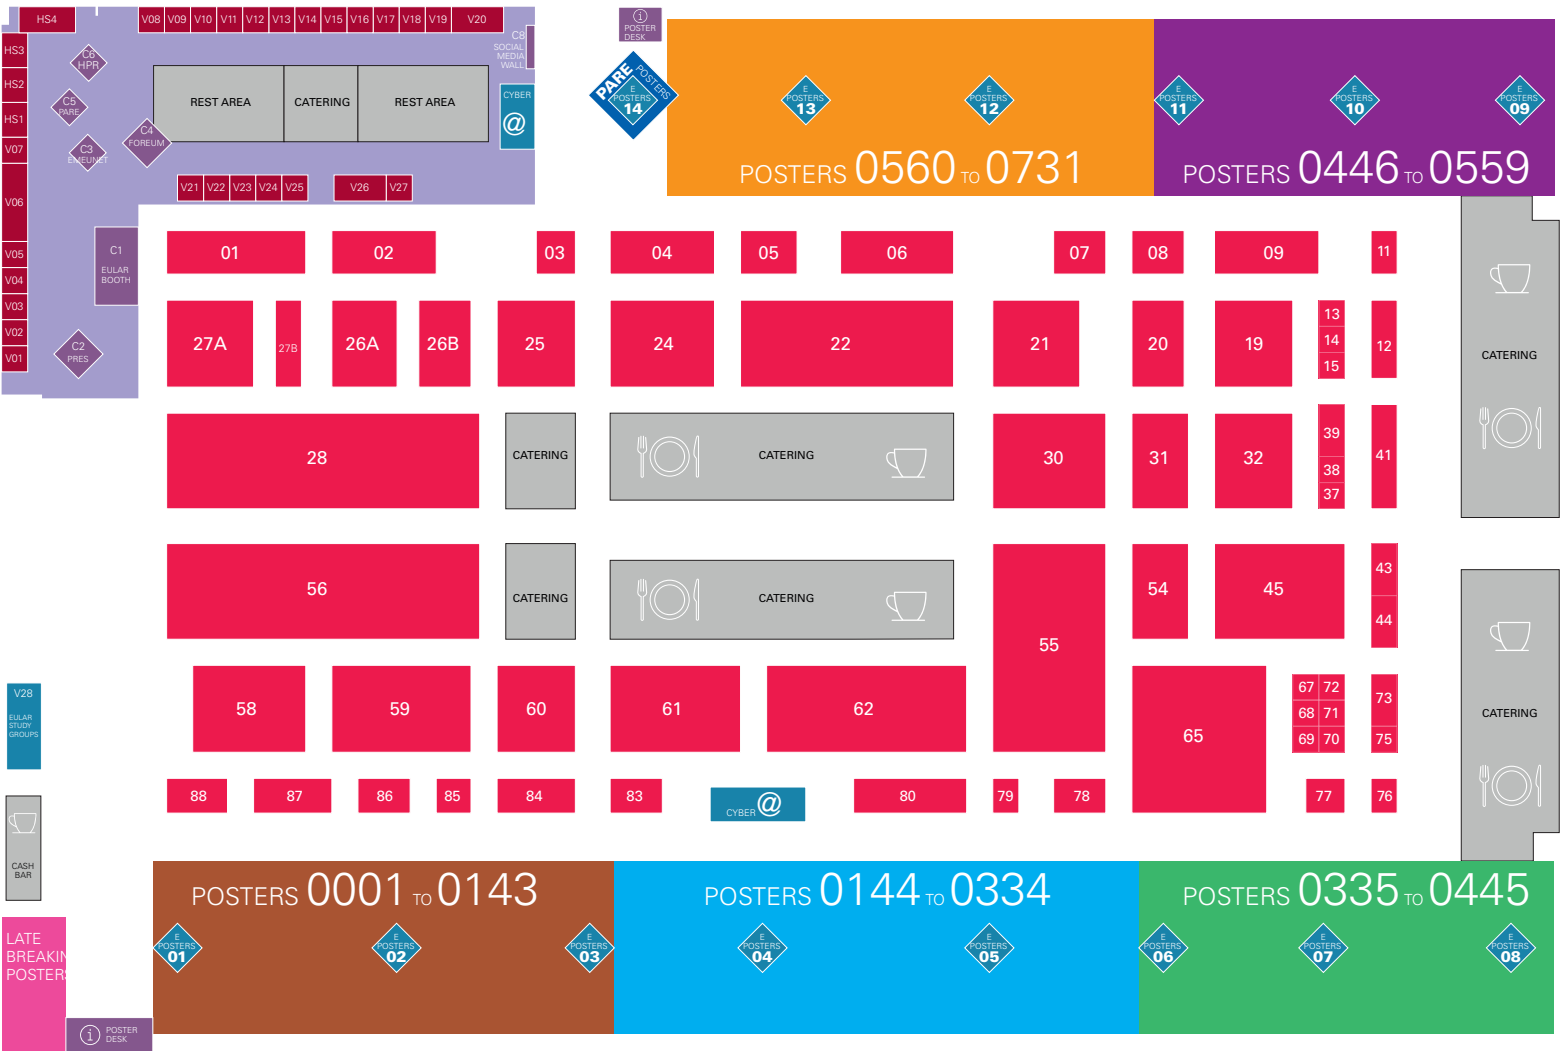 HS4
V08 V09 V10 V11 V12 V13 V14 V15 V16 V17 V18 V19 V20
HS3
HS2
HS1
V07
V06
V05
V04
V03
V02
V01
C6
HPR
C5
PARE
C4
FOREUM
C3
EMEUNET
C1
EULAR
BOOTH
C2
PRES
REST AREA
CATERING
REST AREA
C8
SOCIAL
MEDIA
WALL
CYBER
@
V21 V22 V23 V24 V25
V26 V27
i
POSTER
DESK
PARE POSTERS
E
POSTERS
14
E
POSTERS
13
E
POSTERS
12
POSTERS 0560 TO 0731
E
POSTERS
11
E
POSTERS
10
E
POSTERS
09
POSTERS 0446 TO 0559
01 02 03 04 05 06 07 08 09 11
27A 27B 26A 26B 25 24 22 21 20 19
13
14
15
12
CATERING
28
CATERING
CATERING
30 31 32
39
38
37
41
56
CATERING
CATERING
55
54
45
43
44
58 59 60 61 62
65
67 72
68 71
69 70
73
75
CATERING
88 87 86 85 84 83
CYBER @
80 79 78 77 76
V28
EULAR
STUDY
GROUPS
CASH
BAR
LATE
BREAKIN
POSTERS
i
POSTER
DESK
POSTERS 0001 TO 0143
E
POSTERS
01
E
POSTERS
02
E
POSTERS
03
POSTERS 0144 TO 0334
E
POSTERS
04
E
POSTERS
05
POSTERS 0335 TO 0445
E
POSTERS
06
E
POSTERS
07
E
POSTERS
08